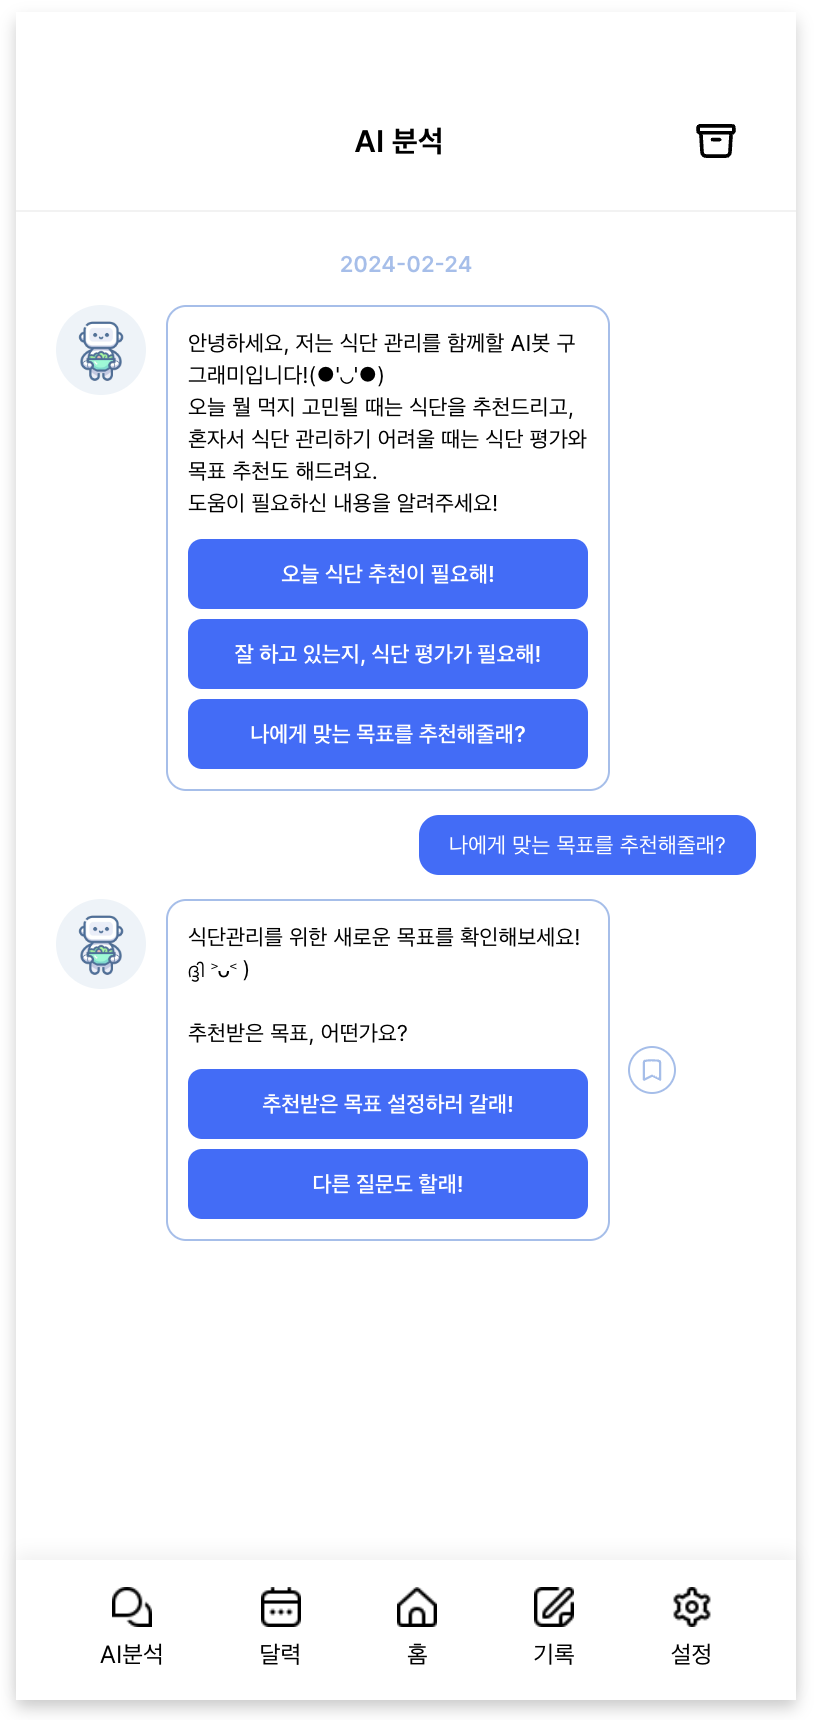 AI 분석
2024-02-24
안녕하세요, 저는 식단 관리를 함께할 AI봇 구
그래미입니다!(●'◡'●)
오늘 뭘 먹지 고민될 때는 식단을 추천드리고,
혼자서 식단 관리하기 어려울 때는 식단 평가와
목표 추천도 해드려요.
도움이 필요하신 내용을 알려주세요!
오늘 식단 추천이 필요해!
잘 하고 있는지, 식단 평가가 필요해!
나에게 맞는 목표를 추천해줄래?
나에게 맞는 목표를 추천해줄래?
식단관리를 위한 새로운 목표를 확인해보세요!
ദ്ദി ˃ᴗ˂ )
추천받은 목표, 어떤가요?
추천받은 목표 설정하러 갈래!
다른 질문도 할래!
AI분석 달력 홈 기록 설정